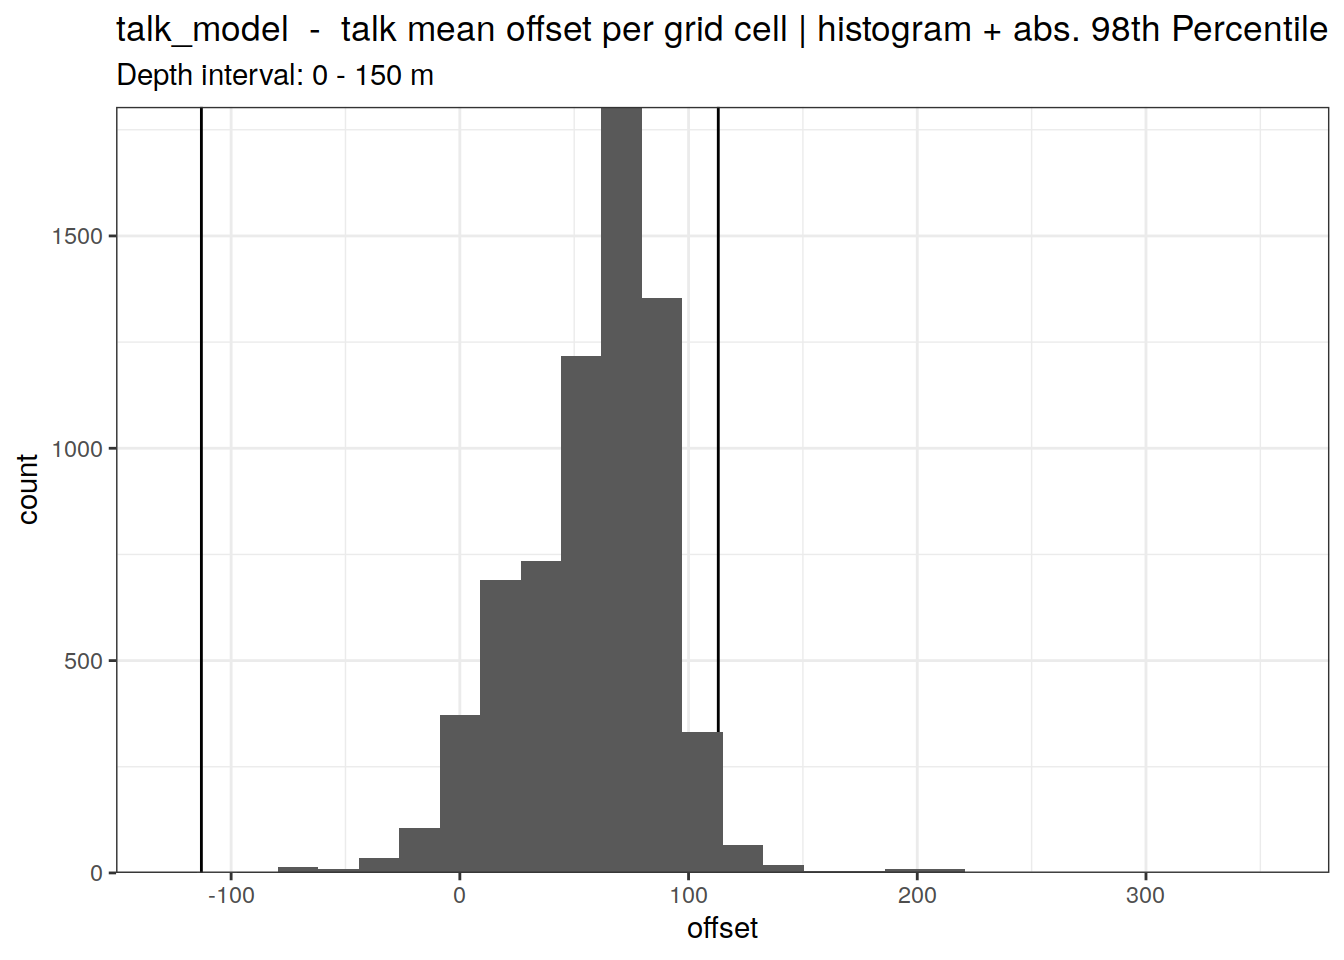 talk_model  -  talk mean offset per grid cell | histogram + abs. 98th Percentile
Depth interval: 0 - 150 m
1500
1000
500
0
count
-100 0 100 200 300
offset